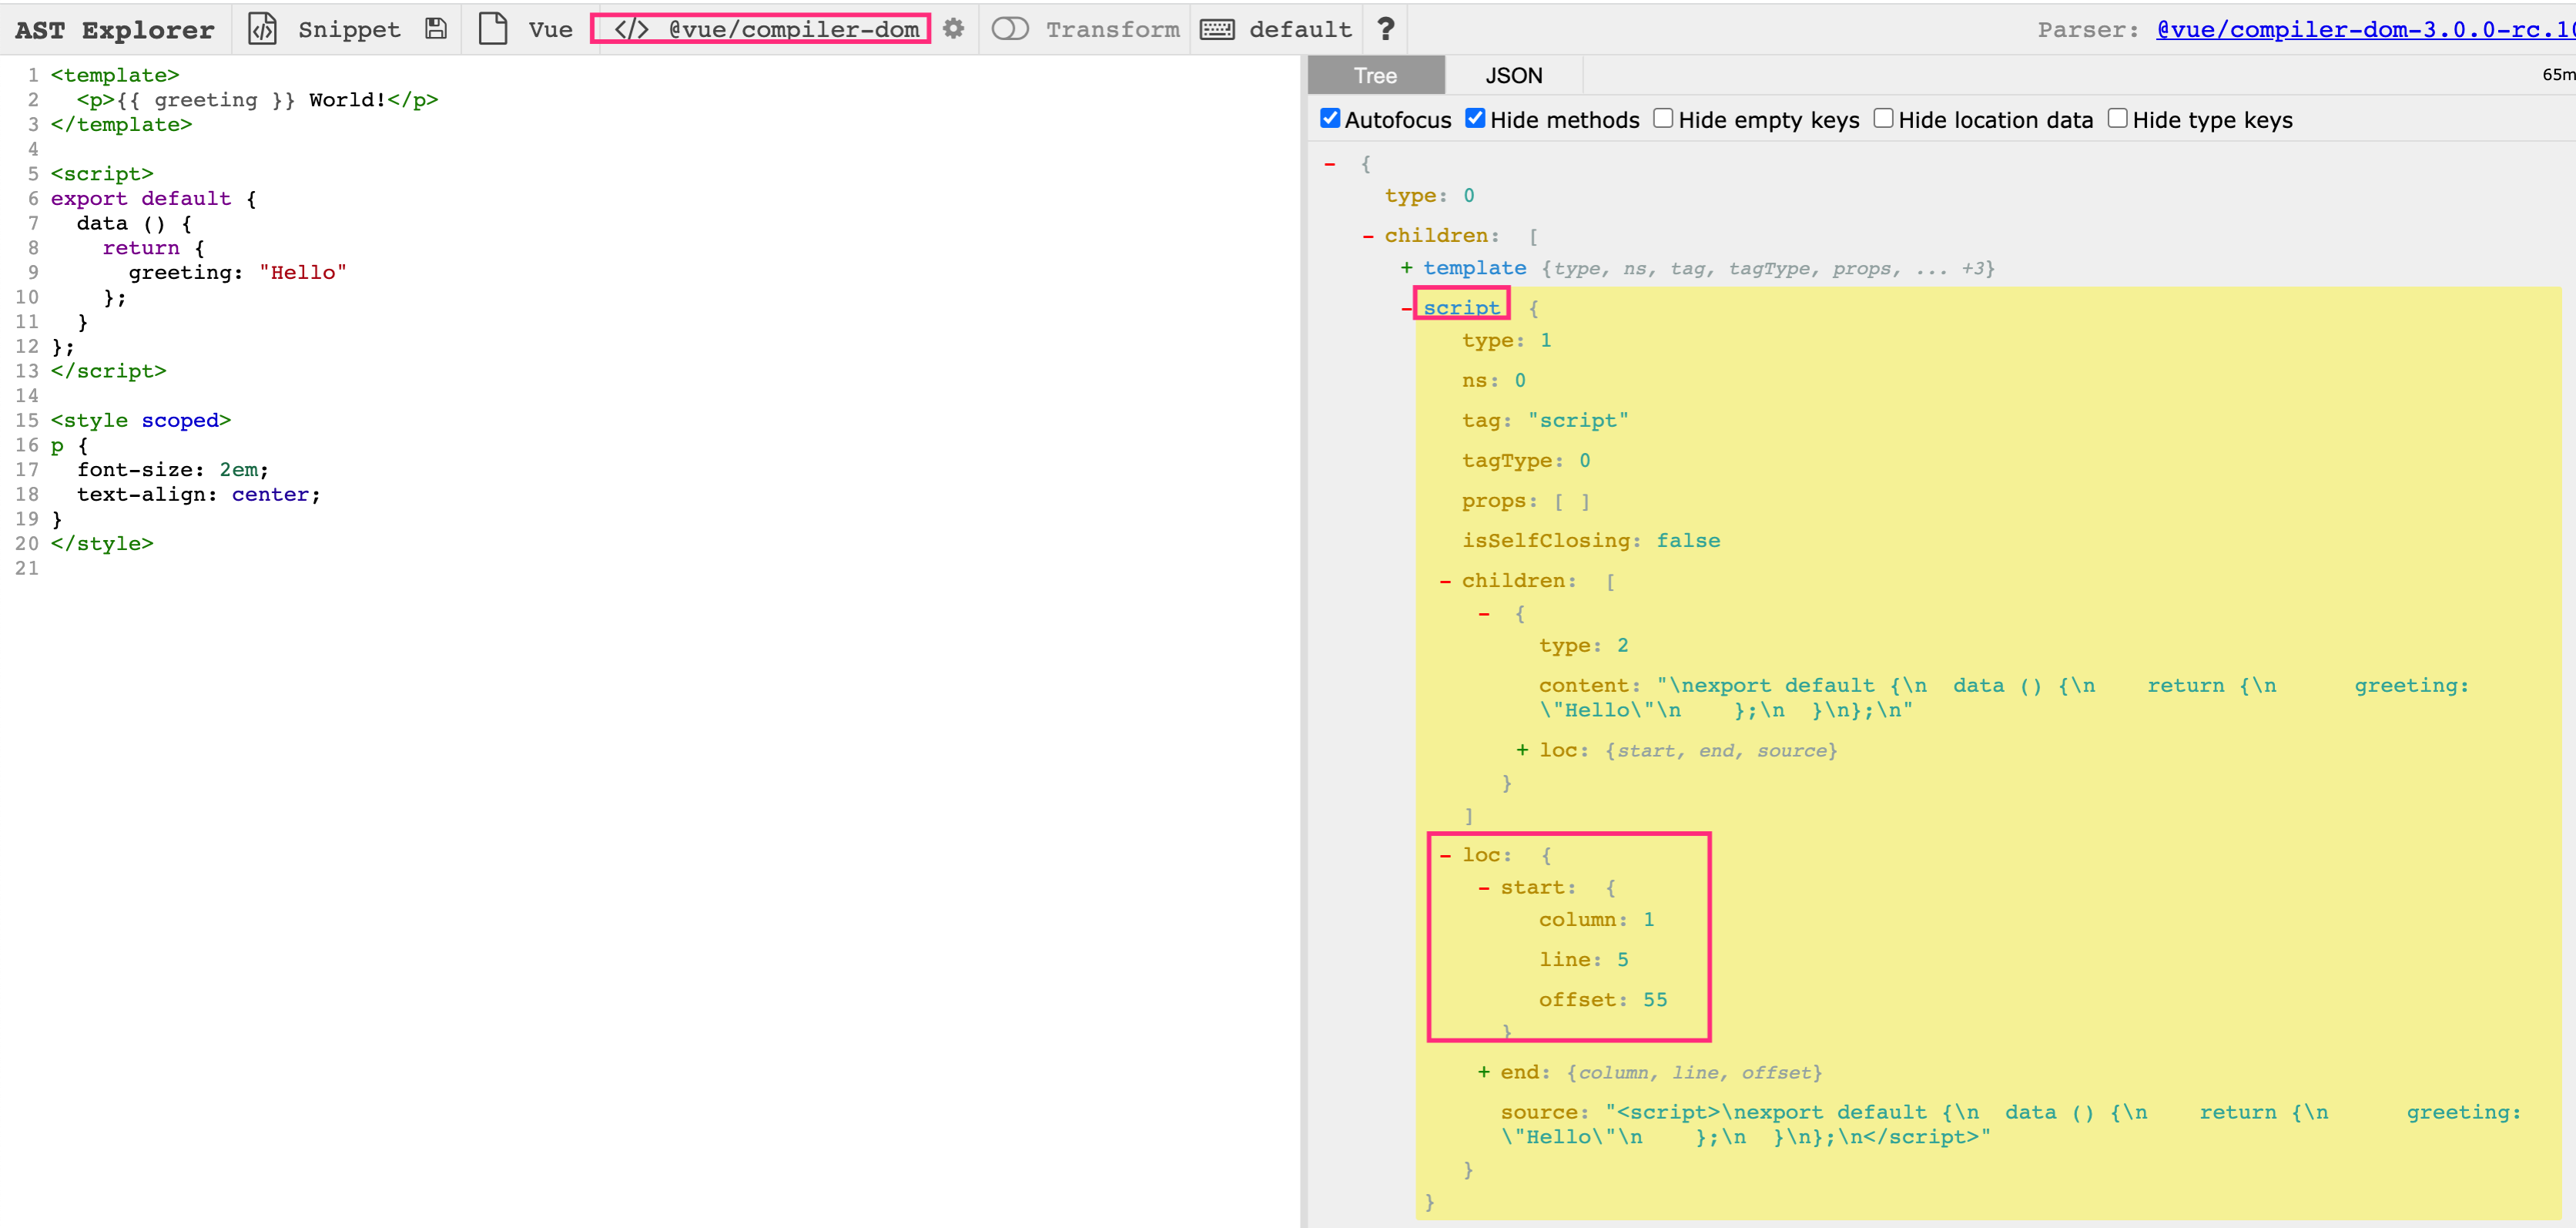 AST Explorer Snippet Vue </> @vue/compiler-dom Transform default ? Parser: @vue/compiler-dom-3.0.0-rc.10
1 <template>
2   <p>{{ greeting }} World!</p>
3 </template>
4
5 <script>
6 export default {
7   data () {
8     return {
9       greeting: "Hello"
10     };
11   }
12 };
13 </script>
14
15 <style scoped>
16 p {
17   font-size: 2em;
18   text-align: center;
19 }
20 </style>
21
Tree JSON 65m
Autofocus Hide methods Hide empty keys Hide location data Hide type keys
- {
type: 0
- children: [
+ template {type, ns, tag, tagType, props, ... +3}
- script {
type: 1
ns: 0
tag: "script"
tagType: 0
props: [ ]
isSelfClosing: false
- children: [
- {
type: 2
content: "\nexport default {\n  data () {\n    return {\n      greeting:
\"Hello\"\n    };\n  }\n};\n"
+ loc: {start, end, source}
}
]
- loc: {
- start: {
column: 1
line: 5
offset: 55
}
+ end: {column, line, offset}
source: "<script>\nexport default {\n  data () {\n    return {\n      greeting:
\"Hello\"\n    };\n  }\n};\n</script>"
}
}